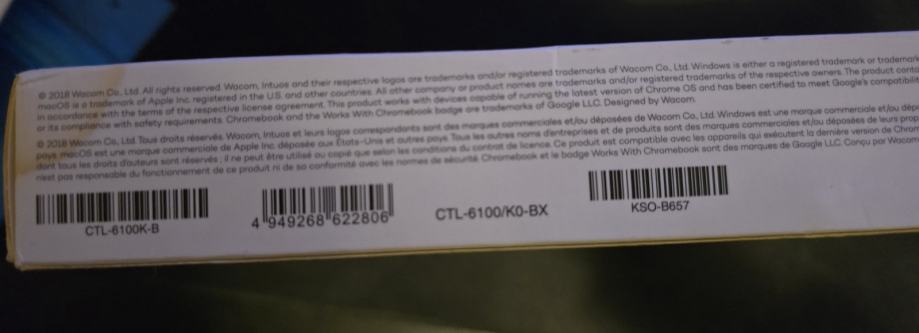 © 2018 Wacom Co., Ltd. All rights reserved. Wacom, Intuos and their respective logos are trademarks and/or registered trademarks of Wacom Co., Ltd. Windows is either a registered trademark or trademark
macOS is a trademark of Apple Inc. registered in the U.S. and other countries. All other company or product names are trademarks and/or registered trademarks of the respective owners. The product
in accordance with the terms of the respective license agreement. This product works with devices capable of running the latest version of Chrome OS and has been certified to meet Google's
or its compliance with safety requirements. Chromebook and the Works With Chromebook badge are trademarks of Google LLC. Designed by Wacom.
© 2018 Wacom Co., Ltd. Tous droits réservés. Wacom, Intuos et leurs logos correspondants sont des marques commerciales et/ou déposées de Wacom Co., Ltd. Windows est une marque commerciale et/ou
pays. macOS est une marque commerciale de Apple Inc. déposée aux États-Unis et autres pays. Tous les autres noms d'entreprises et de produits sont des marques commerciales et/ou déposées de leurs
dont tous les droits d'auteurs sont réservés ; il ne peut être utilisé ou copié que selon les conditions du contrat de licence. Ce produit est compatible avec les appareils qui exécutent la dernière version de
n'est pas responsable du fonctionnement de ce produit ni de sa conformité avec les normes de sécurité. Chromebook et le badge Works With Chromebook sont des marques de Google LLC. Conçu par Wacom
CTL-6100K-B
4 949268 622806
CTL-6100/K0-BX
KSO-B657